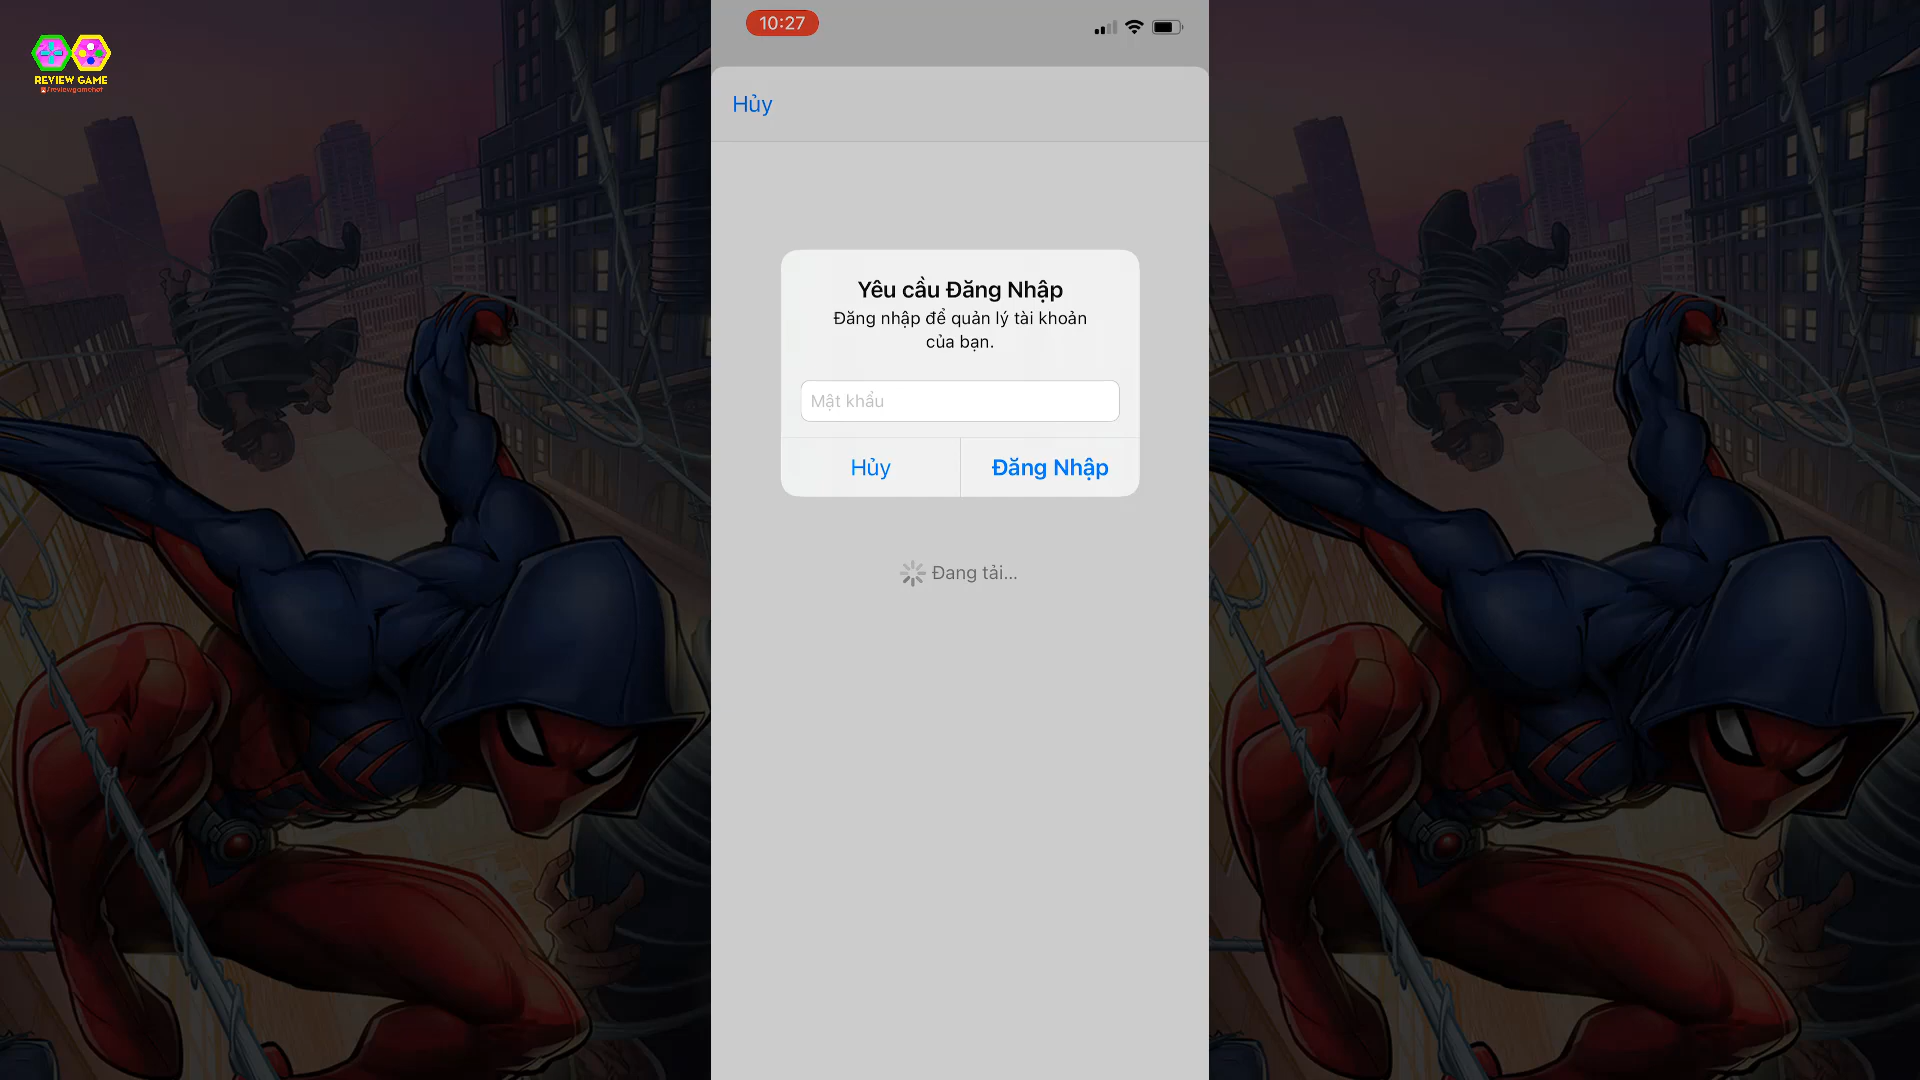 REVIEW GAME
/reviewgamehot
10:27
Hủy
Yêu cầu Đăng Nhập
Đăng nhập để quản lý tài khoản
của bạn.
Mật khẩu
Hủy
Đăng Nhập
Đang tải...